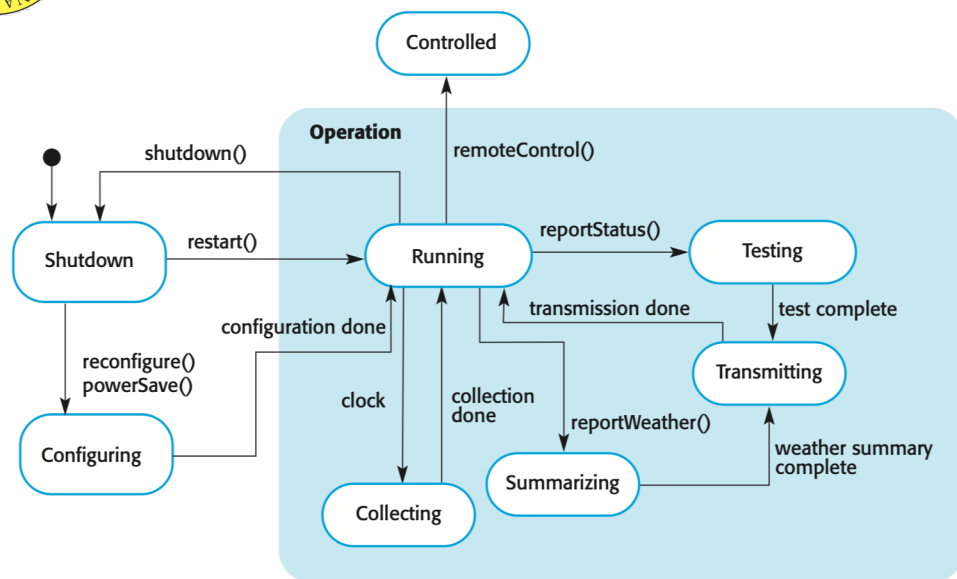 Controlled
Operation
shutdown()
remoteControl()
reportStatus()
restart()
Shutdown
Running
Testing
transmission done
test complete
configuration done
reconfigure()
powerSave()
Transmitting
clock
collection
done
reportWeather()
weather summary
complete
Configuring
Summarizing
Collecting